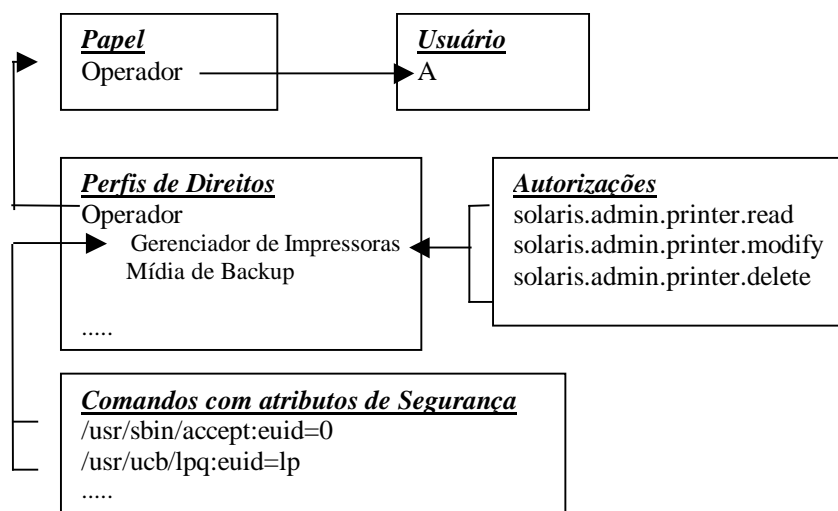 Papel
Operador
Usuário
A
Perfis de Direitos
Operador
Gerenciador de Impressoras
Mídia de Backup
.....
Autorizações
solaris.admin.printer.read
solaris.admin.printer.modify
solaris.admin.printer.delete
Comandos com atributos de Segurança
/usr/sbin/accept:euid=0
/usr/ucb/lpq:euid=lp
.....